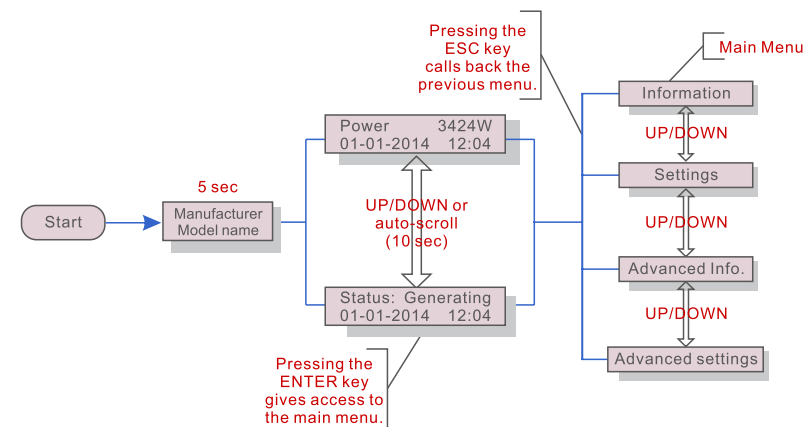 Start
5 sec
Manufacturer
Model name
Power 3424W
01-01-2014 12:04
UP/DOWN or
auto-scroll
(10 sec)
Status: Generating
01-01-2014 12:04
Pressing the
ENTER key
gives access to
the main menu.
Pressing the
ESC key
calls back the
previous menu.
Main Menu
Information
UP/DOWN
Settings
UP/DOWN
Advanced Info.
UP/DOWN
Advanced settings